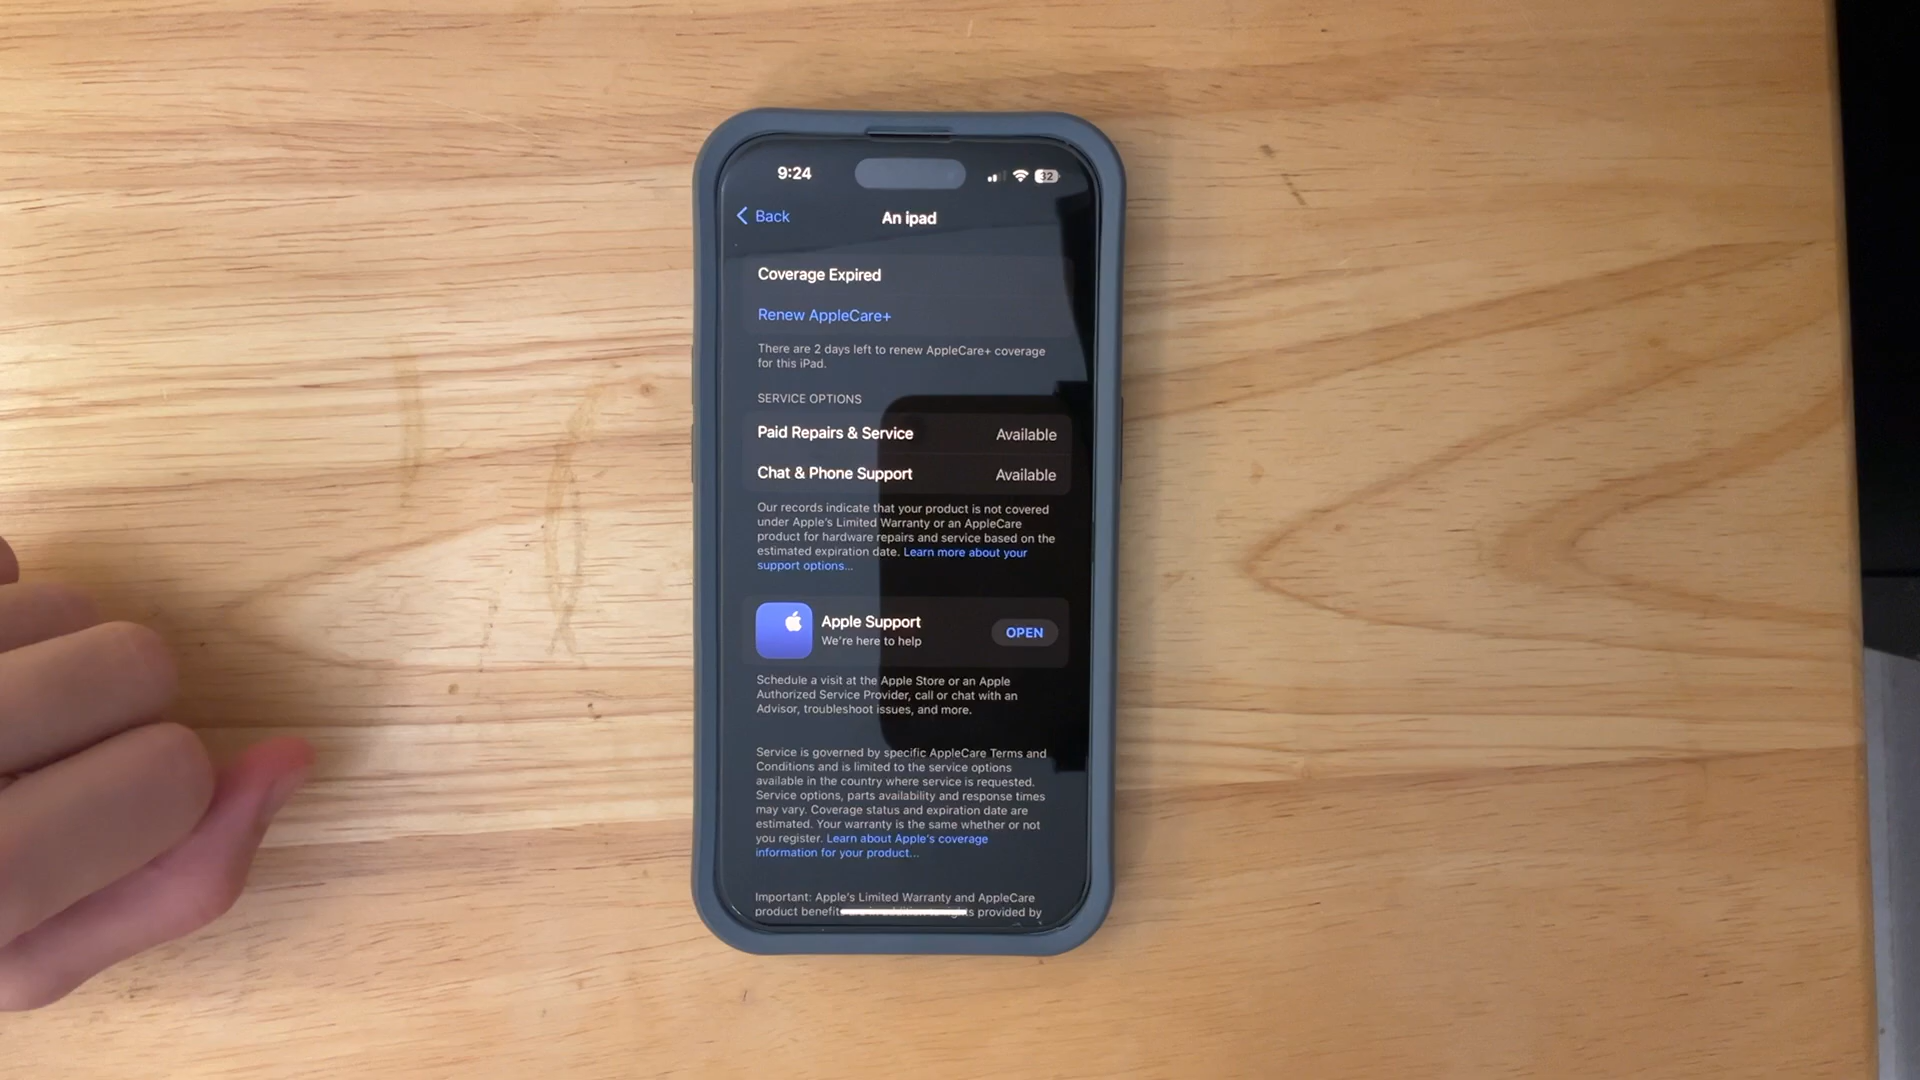 9:24
32
Back
An ipad
Coverage Expired
Renew AppleCare+
There are 2 days left to renew AppleCare+ coverage
for this iPad.
SERVICE OPTIONS
Paid Repairs & Service Available
Chat & Phone Support Available
Our records indicate that your product is not covered
under Apple's Limited Warranty or an AppleCare
product for hardware repairs and service based on the
estimated expiration date. Learn more about your
support options...
Apple Support
We're here to help
OPEN
Schedule a visit at the Apple Store or an Apple
Authorized Service Provider, call or chat with an
Advisor, troubleshoot issues, and more.
Service is governed by specific AppleCare Terms and
Conditions and is limited to the service options
available in the country where service is requested.
Service options, parts availability and response times
may vary. Coverage status and expiration date are
estimated. Your warranty is the same whether or not
you register. Learn about Apple's coverage
information for your product...
Important: Apple's Limited Warranty and AppleCare
product benefits are in addition to rights provided by